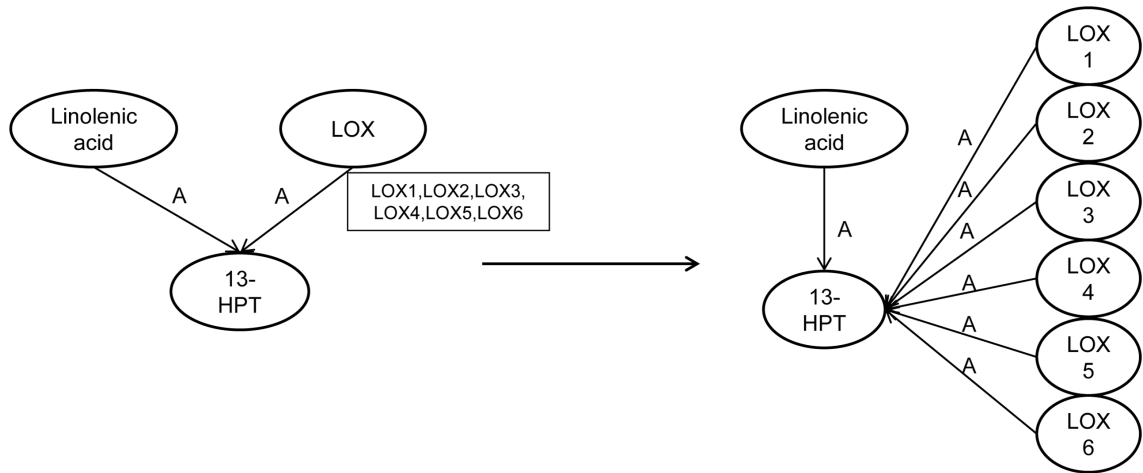 Linolenic
acid
LOX
A
A
LOX1,LOX2,LOX3,
LOX4,LOX5,LOX6
13-
HPT
Linolenic
acid
A
13-
HPT
A
A
A
A
A
A
LOX
1
LOX
2
LOX
3
LOX
4
LOX
5
LOX
6